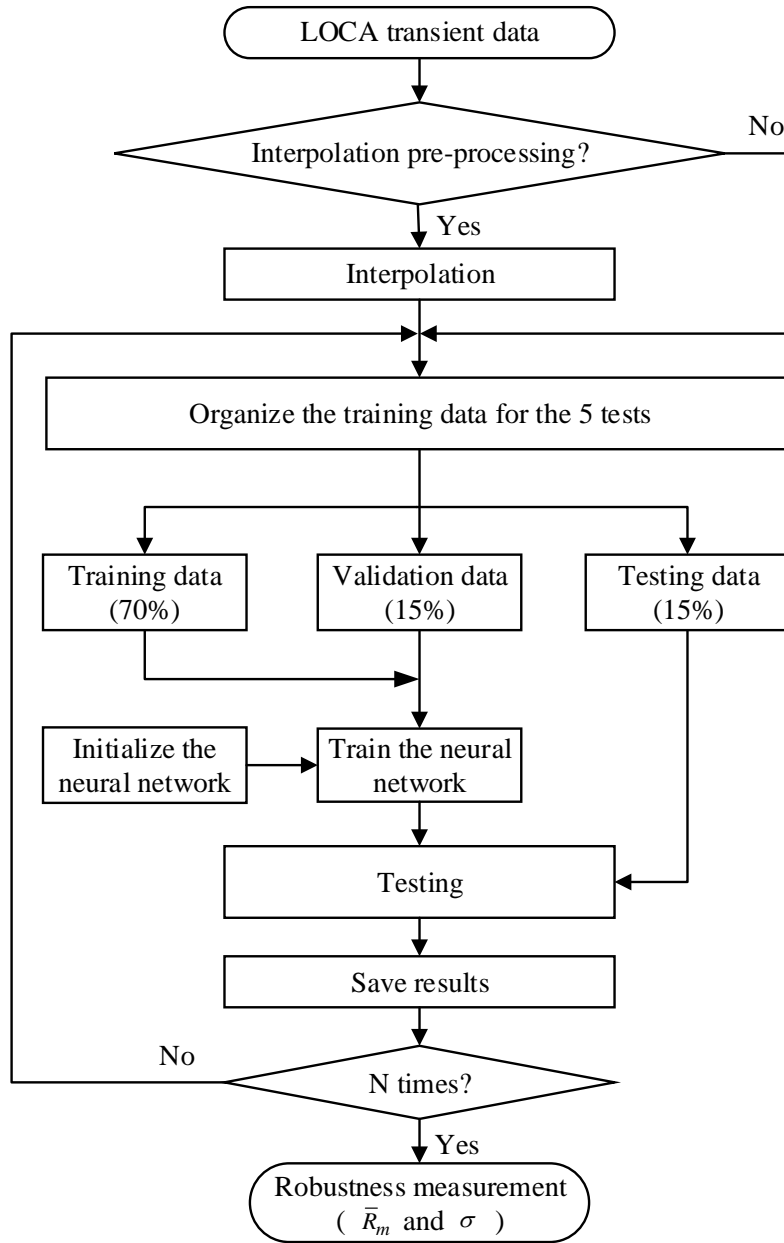 LOCA transient data
No
Interpolation pre-processing?
Yes
Interpolation
Organize the training data for the 5 tests
Training data
(70%)
Validation data
(15%)
Testing data
(15%)
Initialize the
neural network
Train the neural
network
Testing
Save results
No
N times?
Yes
Robustness measurement
( R̄ₘ and σ )